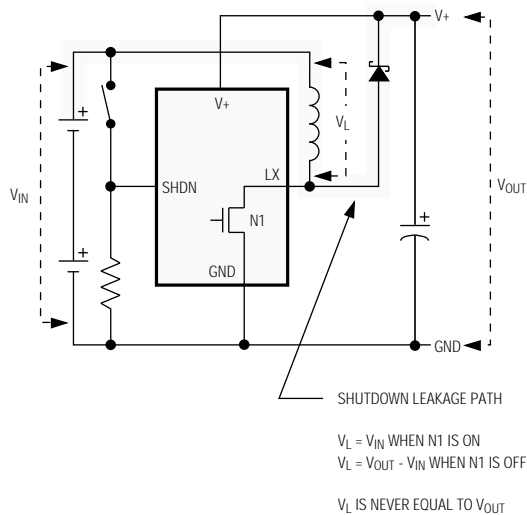 V+
V+
VL
LX
SHDN
VIN
VOUT
N1
GND
GND
SHUTDOWN LEAKAGE PATH
VL = VIN WHEN N1 IS ON
VL = VOUT - VIN WHEN N1 IS OFF
VL IS NEVER EQUAL TO VOUT